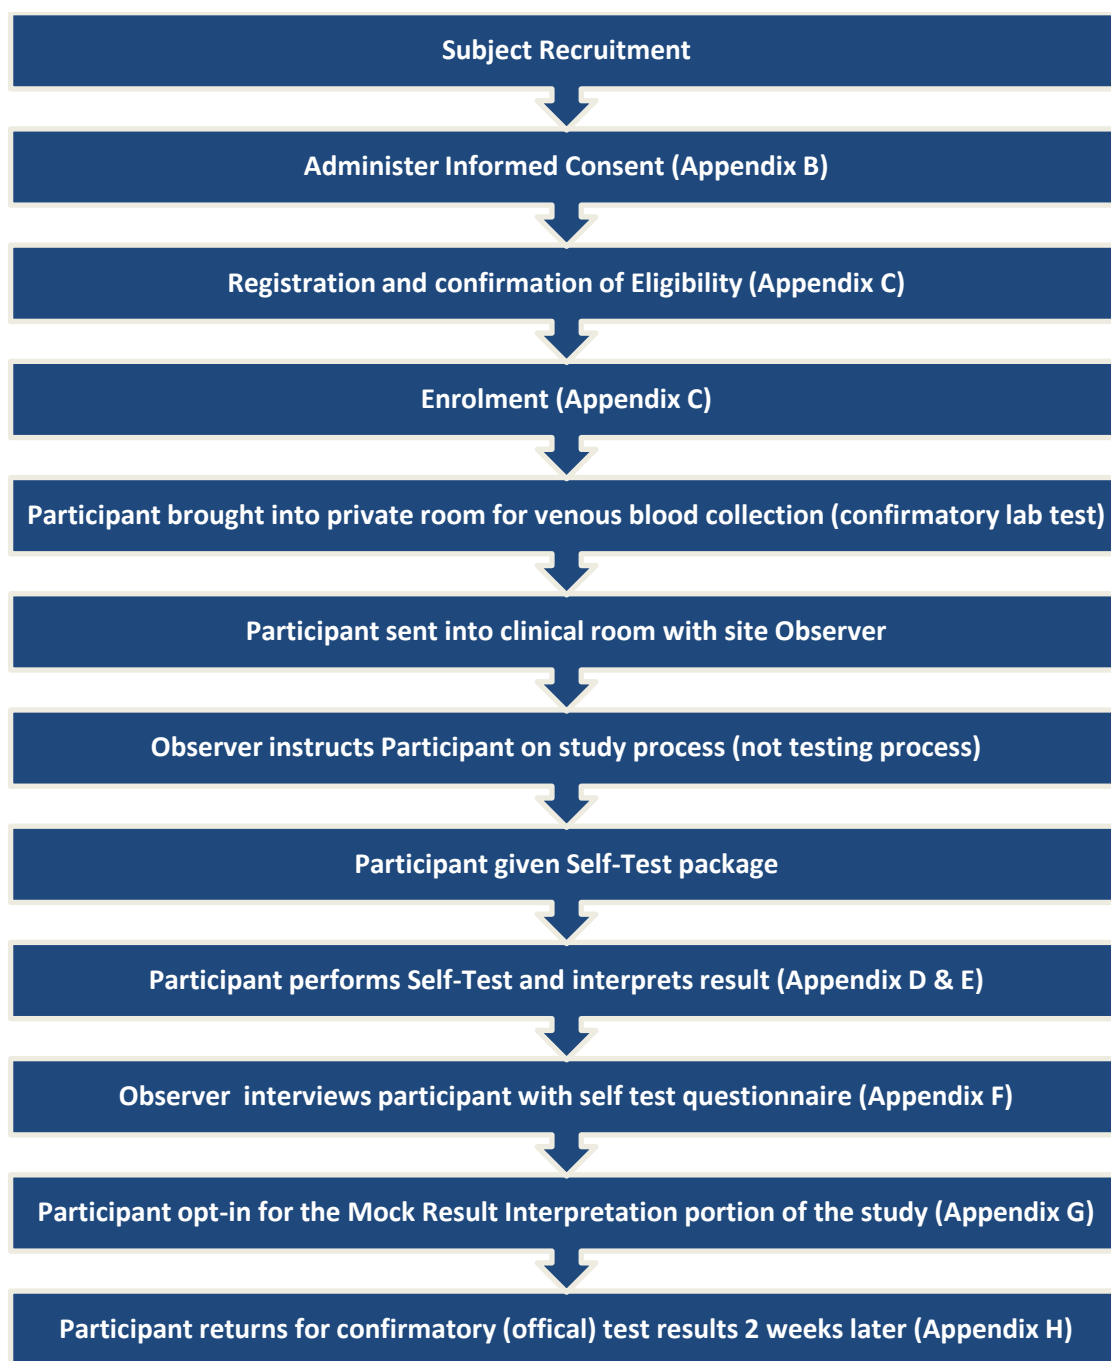 Subject Recruitment
Administer Informed Consent (Appendix B)
Registration and confirmation of Eligibility (Appendix C)
Enrolment (Appendix C)
Participant brought into private room for venous blood collection (confirmatory lab test)
Participant sent into clinical room with site Observer
Observer instructs Participant on study process (not testing process)
Participant given Self-Test package
Participant performs Self-Test and interprets result (Appendix D & E)
Observer interviews participant with self test questionnaire (Appendix F)
Participant opt-in for the Mock Result Interpretation portion of the study (Appendix G)
Participant returns for confirmatory (offical) test results 2 weeks later (Appendix H)